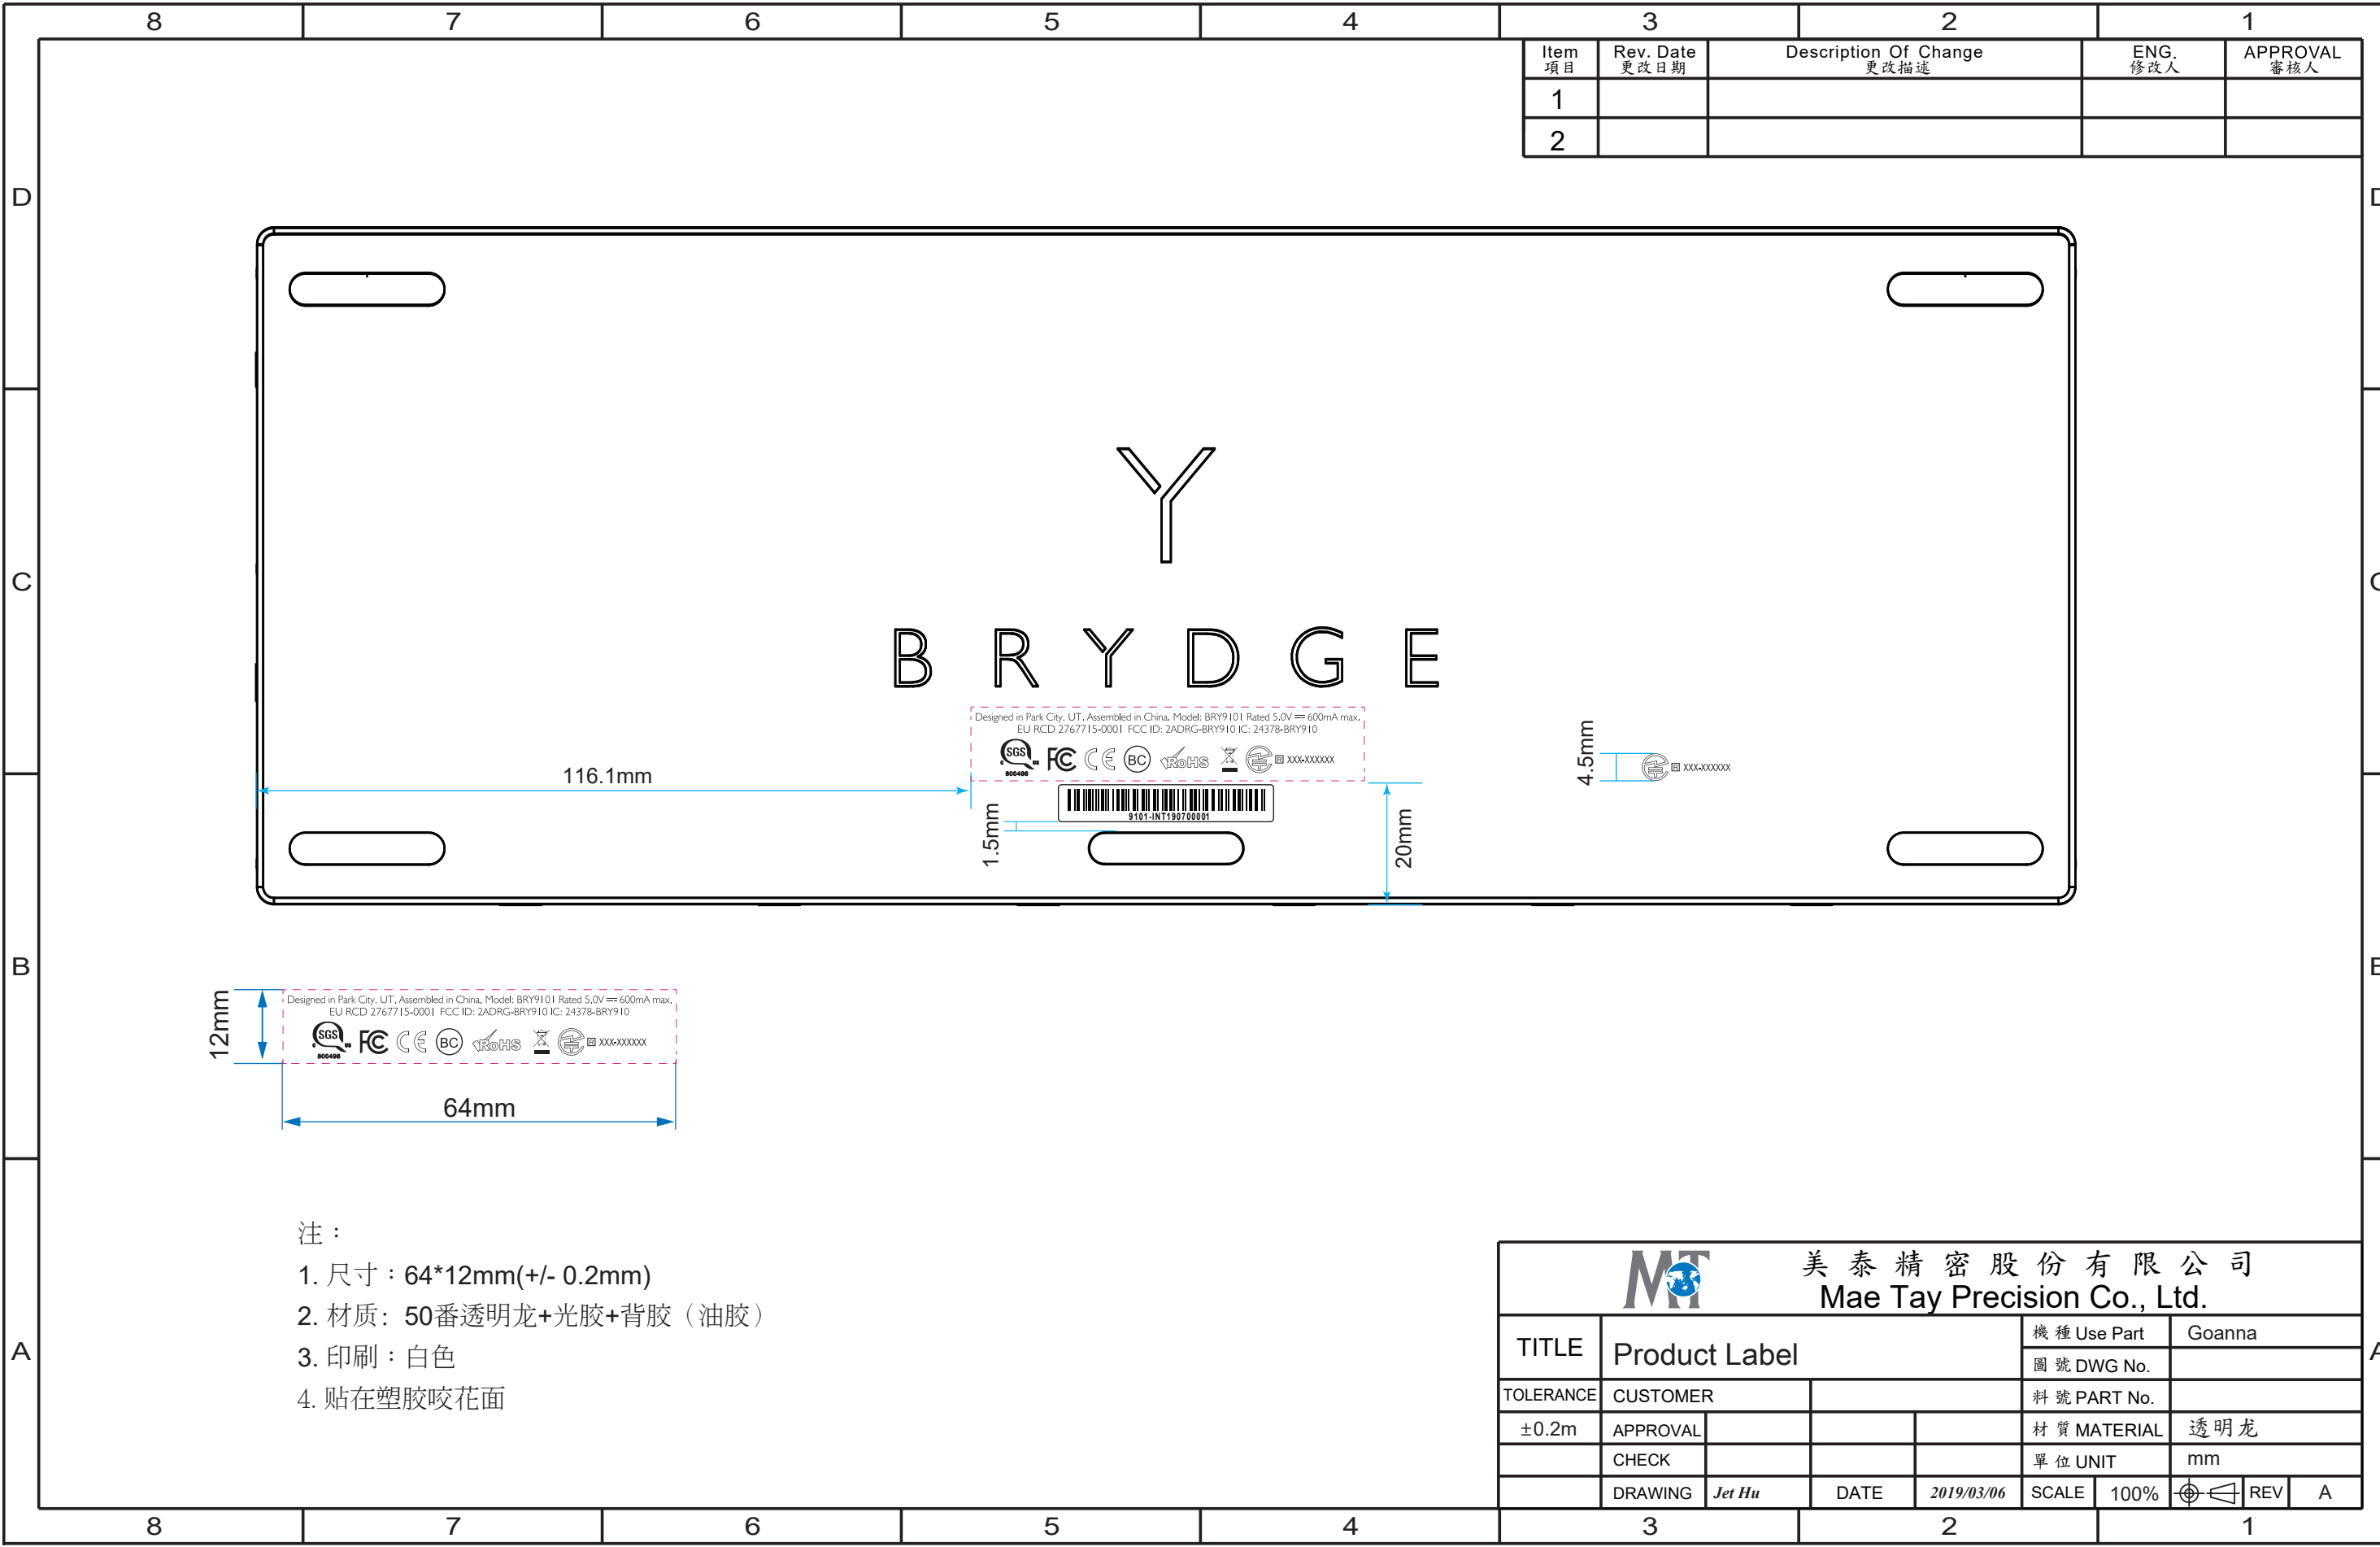 8 7 6 5 4 3 2 1
Item Rev. Date Description Of Change ENG. APPROVAL
項目 更改日期 更改描述 修改人 審核人
1
2
D
C
B
A
Y
BRYDGE
Designed in Park City, UT. Assembled in China. Model: BRY9101 Rated 5.0V 600mA max.
EU RCD 2767715-0001 FCC ID: 2ADRG-BRY910 IC: 24378-BRY910
SGS FC CE BC RoHS R XXX-XXXXXX
800496
9101-INT190700001
116.1mm
1.5mm
20mm
4.5mm
R XXX-XXXXXX
12mm
Designed in Park City, UT. Assembled in China. Model: BRY9101 Rated 5.0V 600mA max.
EU RCD 2767715-0001 FCC ID: 2ADRG-BRY910 IC: 24378-BRY910
SGS FC CE BC RoHS R XXX-XXXXXX
800496
64mm
注：
1. 尺寸：64*12mm(+/- 0.2mm)
2. 材质: 50番透明龙+光胶+背胶（油胶）
3. 印刷：白色
4. 贴在塑胶咬花面
MT 美泰精密股份有限公司
Mae Tay Precision Co., Ltd.
TITLE Product Label 機種 Use Part Goanna
圖號 DWG No.
TOLERANCE CUSTOMER 料號 PART No.
±0.2m APPROVAL 材質 MATERIAL 透明龙
CHECK 單位 UNIT mm
DRAWING Jet Hu DATE 2019/03/06 SCALE 100% REV A
8 7 6 5 4 3 2 1